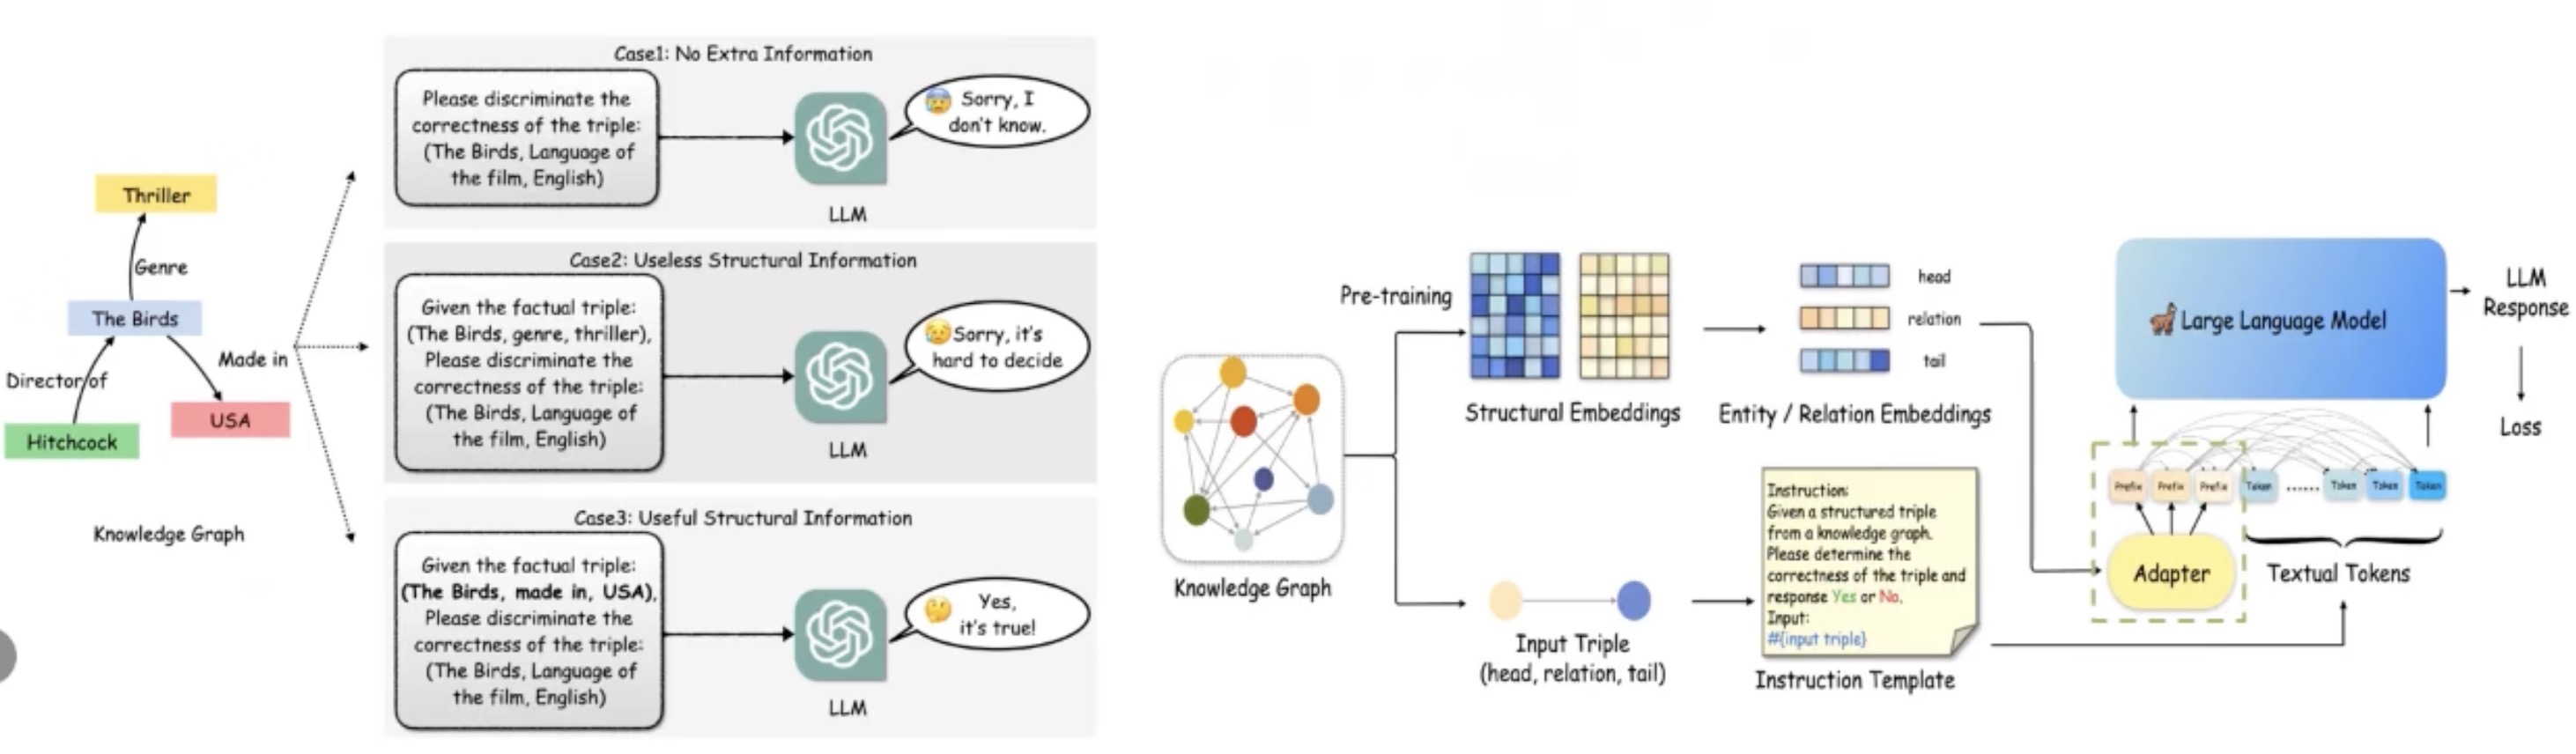 Thriller
Genre
The Birds
Director of
Made in
Hitchcock
USA
Knowledge Graph
Case1: No Extra Information
Please discriminate the
correctness of the triple:
(The Birds, Language of
the film, English)
LLM
Sorry, I
don't know.
Case2: Useless Structural Information
Given the factual triple:
(The Birds, genre, thriller),
Please discriminate the
correctness of the triple:
(The Birds, Language of
the film, English)
LLM
Sorry, it's
hard to decide
Case3: Useful Structural Information
Given the factual triple:
(The Birds, made in, USA),
Please discriminate the
correctness of the triple:
(The Birds, Language of
the film, English)
LLM
Yes,
it's true!
Knowledge Graph
Pre-training
Structural Embeddings
head
relation
tail
Entity / Relation Embeddings
Input Triple
(head, relation, tail)
Instruction:
Given a structured triple
from a knowledge graph.
Please determine the
correctness of the triple and
response Yes or No.
Input:
#{input triple}
Instruction Template
Large Language Model
LLM
Response
Loss
Prefix Prefix Prefix Token ...... Token Token Token
Adapter
Textual Tokens